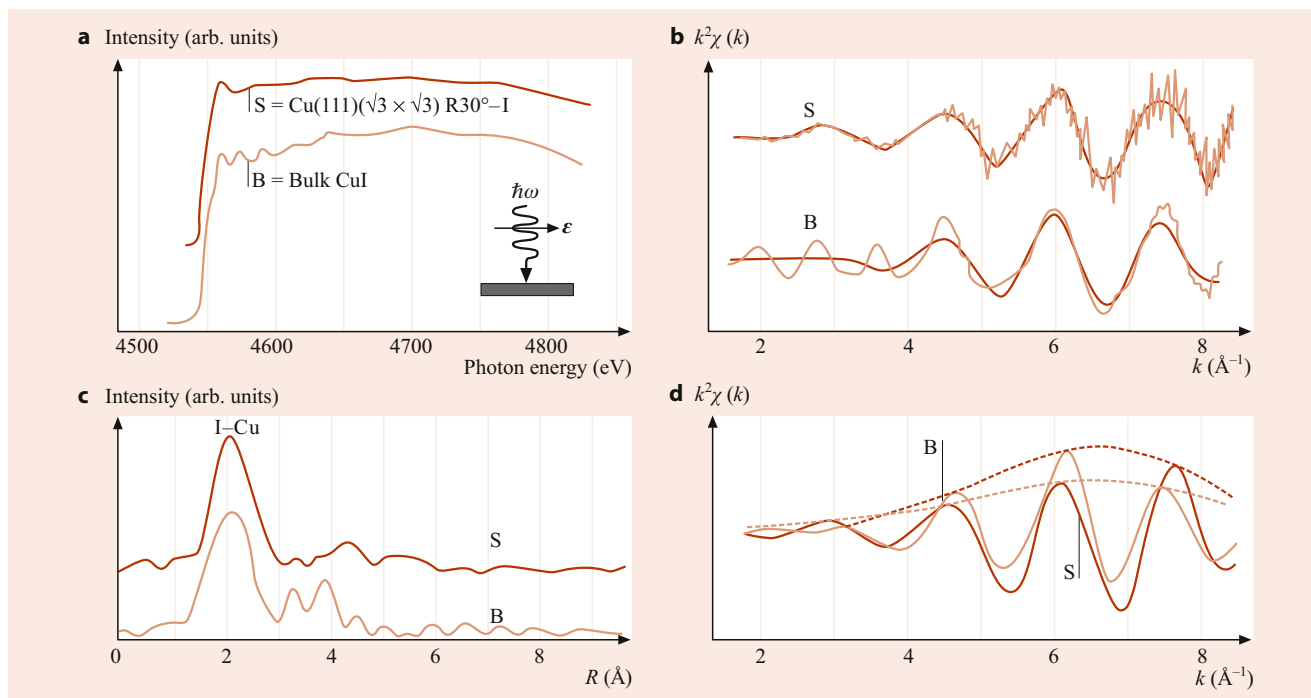 a Intensity (arb. units)
S = Cu(111)(√3 × √3) R30°–I
B = Bulk CuI
ħω
ε
4500 4600 4700 4800
Photon energy (eV)
b k²χ (k)
S
B
2 4 6 8
k (Å⁻¹)
c Intensity (arb. units)
I–Cu
S
B
0 2 4 6 8
R (Å)
d k²χ (k)
B
S
2 4 6 8
k (Å⁻¹)